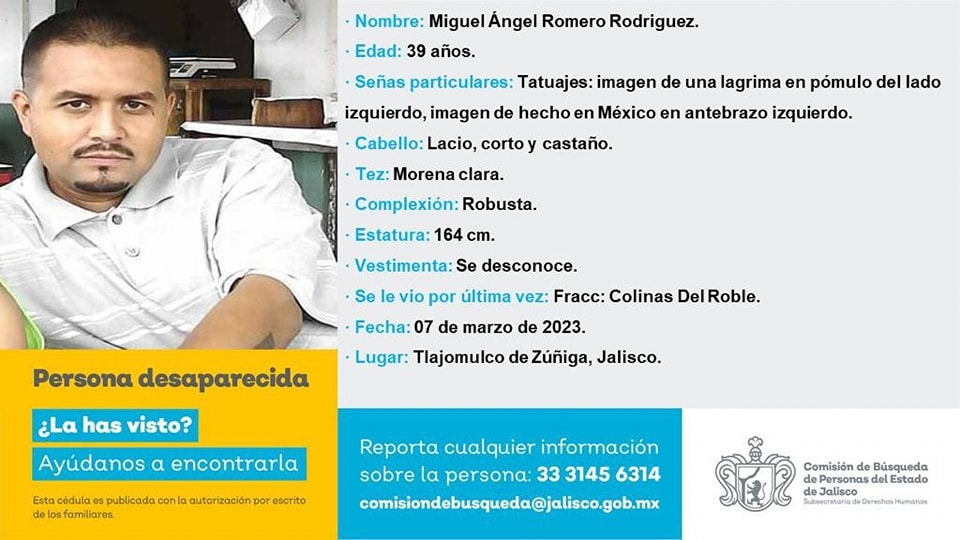 · Nombre: Miguel Ángel Romero Rodriguez.
· Edad: 39 años.
· Señas particulares: Tatuajes: imagen de una lagrima en pómulo del lado
izquierdo, imagen de hecho en México en antebrazo izquierdo.
· Cabello: Lacio, corto y castaño.
· Tez: Morena clara.
· Complexión: Robusta.
· Estatura: 164 cm.
· Vestimenta: Se desconoce.
· Se le vio por última vez: Fracc: Colinas Del Roble.
· Fecha: 07 de marzo de 2023.
· Lugar: Tlajomulco de Zúñiga, Jalisco.
Persona desaparecida
¿La has visto?
Ayúdanos a encontrarla
Esta cédula es publicada con la autorización por escrito
de los familiares.
Reporta cualquier información
sobre la persona: 33 3145 6314
comisiondebusqueda@jalisco.gob.mx
Comisión de Búsqueda
de Personas del Estado
de Jalisco
Subsecretaría de Derechos Humanos